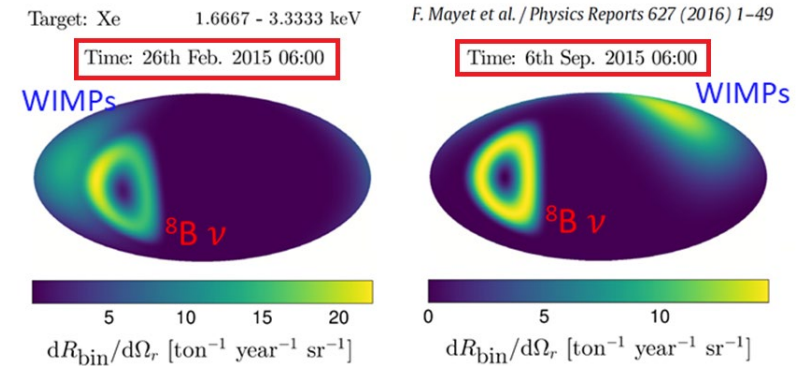 Target: Xe 1.6667 - 3.3333 keV
F. Mayet et al. / Physics Reports 627 (2016) 1–49
Time: 26th Feb. 2015 06:00
Time: 6th Sep. 2015 06:00
WIMPs
WIMPs
⁸B ν
⁸B ν
5 10 15 20
0 5 10
dR_bin/dΩ_r [ton⁻¹ year⁻¹ sr⁻¹]
dR_bin/dΩ_r [ton⁻¹ year⁻¹ sr⁻¹]